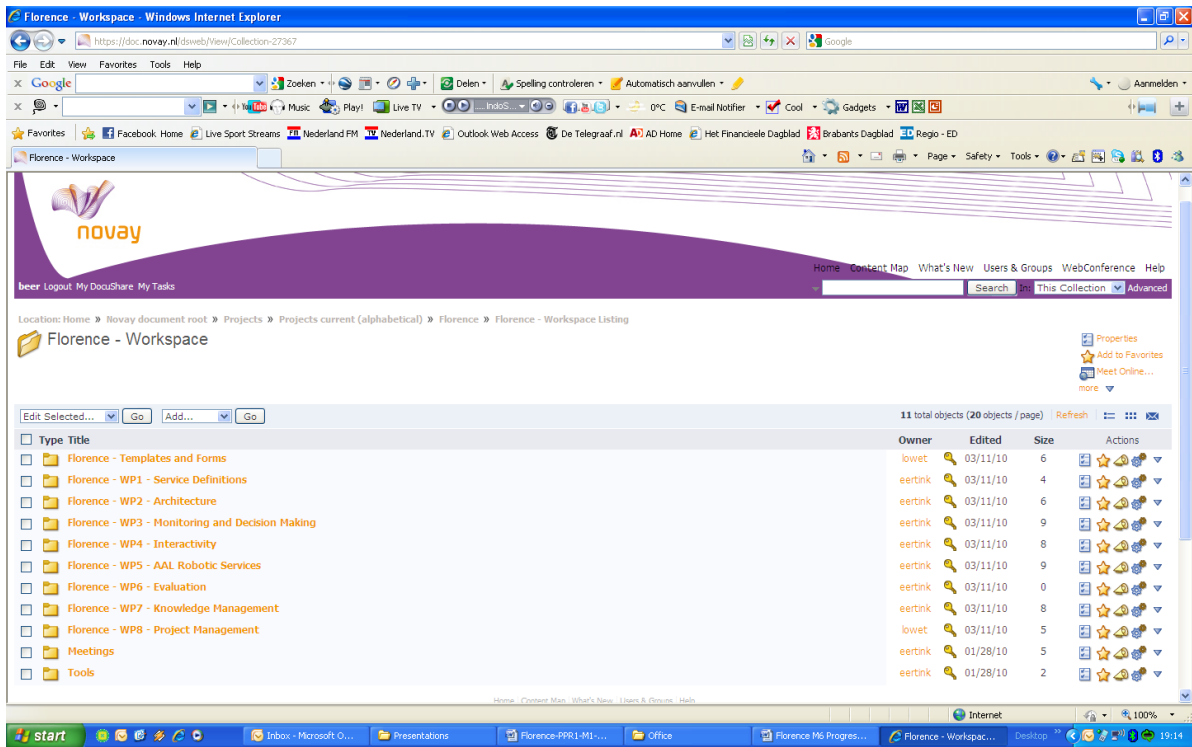 Florence - Workspace - Windows Internet Explorer
https://doc.novay.nl/dsweb/View/Collection-27367 Google
File Edit View Favorites Tools Help
x Google Zoeken Delen Spelling controleren Automatisch aanvullen Aanmelden
x You Tube Music Play! Live TV 0°C E-mail Notifier Cool Gadgets
Favorites Facebook Home Live Sport Streams Nederland FM Nederland.TV Outlook Web Access De Telegraaf.nl AD Home Het Financieele Dagblad Brabants Dagblad Regio - ED
Florence - Workspace Page Safety Tools
novay
Home Content Map What's New Users & Groups WebConference Help
beer Logout My DocuShare My Tasks Search In: This Collection Advanced
Location: Home » Novay document root » Projects » Projects current (alphabetical) » Florence » Florence - Workspace Listing
Florence - Workspace
Properties
Add to Favorites
Meet Online...
more
Edit Selected... Go Add... Go 11 total objects (20 objects / page) Refresh
Type Title Owner Edited Size Actions
Florence - Templates and Forms lowet 03/11/10 6
Florence - WP1 - Service Definitions eertink 03/11/10 4
Florence - WP2 - Architecture eertink 03/11/10 6
Florence - WP3 - Monitoring and Decision Making eertink 03/11/10 9
Florence - WP4 - Interactivity eertink 03/11/10 8
Florence - WP5 - AAL Robotic Services eertink 03/11/10 9
Florence - WP6 - Evaluation eertink 03/11/10 0
Florence - WP7 - Knowledge Management eertink 03/11/10 8
Florence - WP8 - Project Management lowet 03/11/10 5
Meetings eertink 01/28/10 5
Tools eertink 01/28/10 2
Home | Content Map | What's New | Users & Groups | Help
Internet 100%
start Inbox - Microsoft O... Presentations Florence-PPR1-M1-... Office Florence M6 Progres... Florence - Workspac... Desktop 19:14